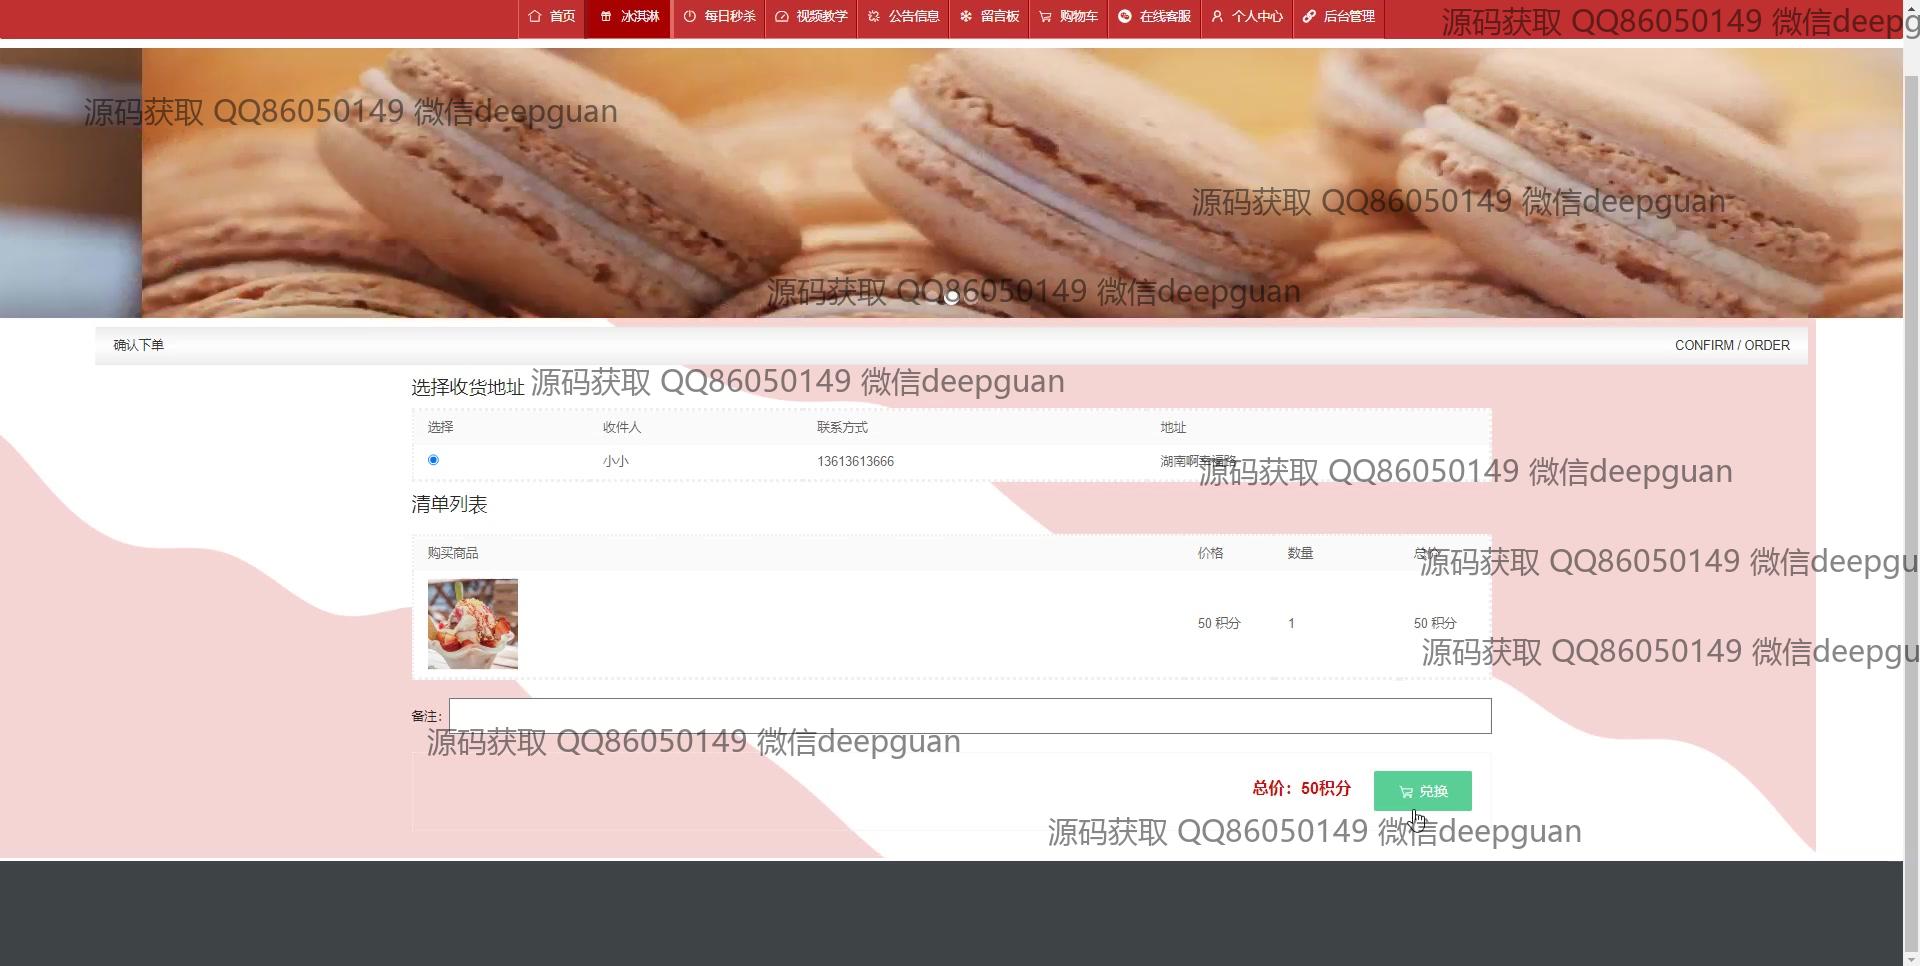 首页 冰淇淋 每日秒杀 视频教学 公告信息 留言板 购物车 在线客服 个人中心 后台管理
源码获取 QQ86050149 微信deepg
源码获取 QQ86050149 微信deepguan
源码获取 QQ86050149 微信deepguan
源码获取 QQ86050149 微信deepguan
确认下单 CONFIRM / ORDER
选择收货地址
源码获取 QQ86050149 微信deepguan
选择 收件人 联系方式 地址
小小 13613613666 湖南啊幸福路
源码获取 QQ86050149 微信deepguan
清单列表
购买商品 价格 数量 总价
源码获取 QQ86050149 微信deepgu
50 积分 1 50 积分
源码获取 QQ86050149 微信deepgu
备注：
源码获取 QQ86050149 微信deepguan
总价：50积分 兑换
源码获取 QQ86050149 微信deepguan